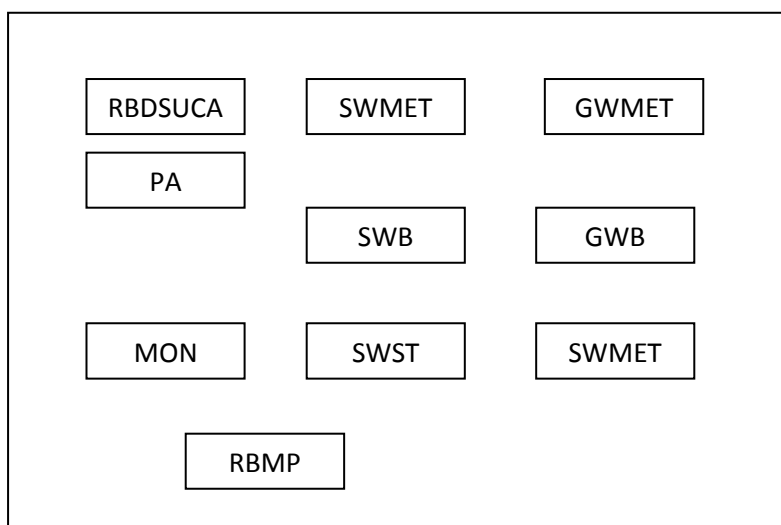 RBDSUCA SWMET GWMET
PA
SWB GWB
MON SWST SWMET
RBMP